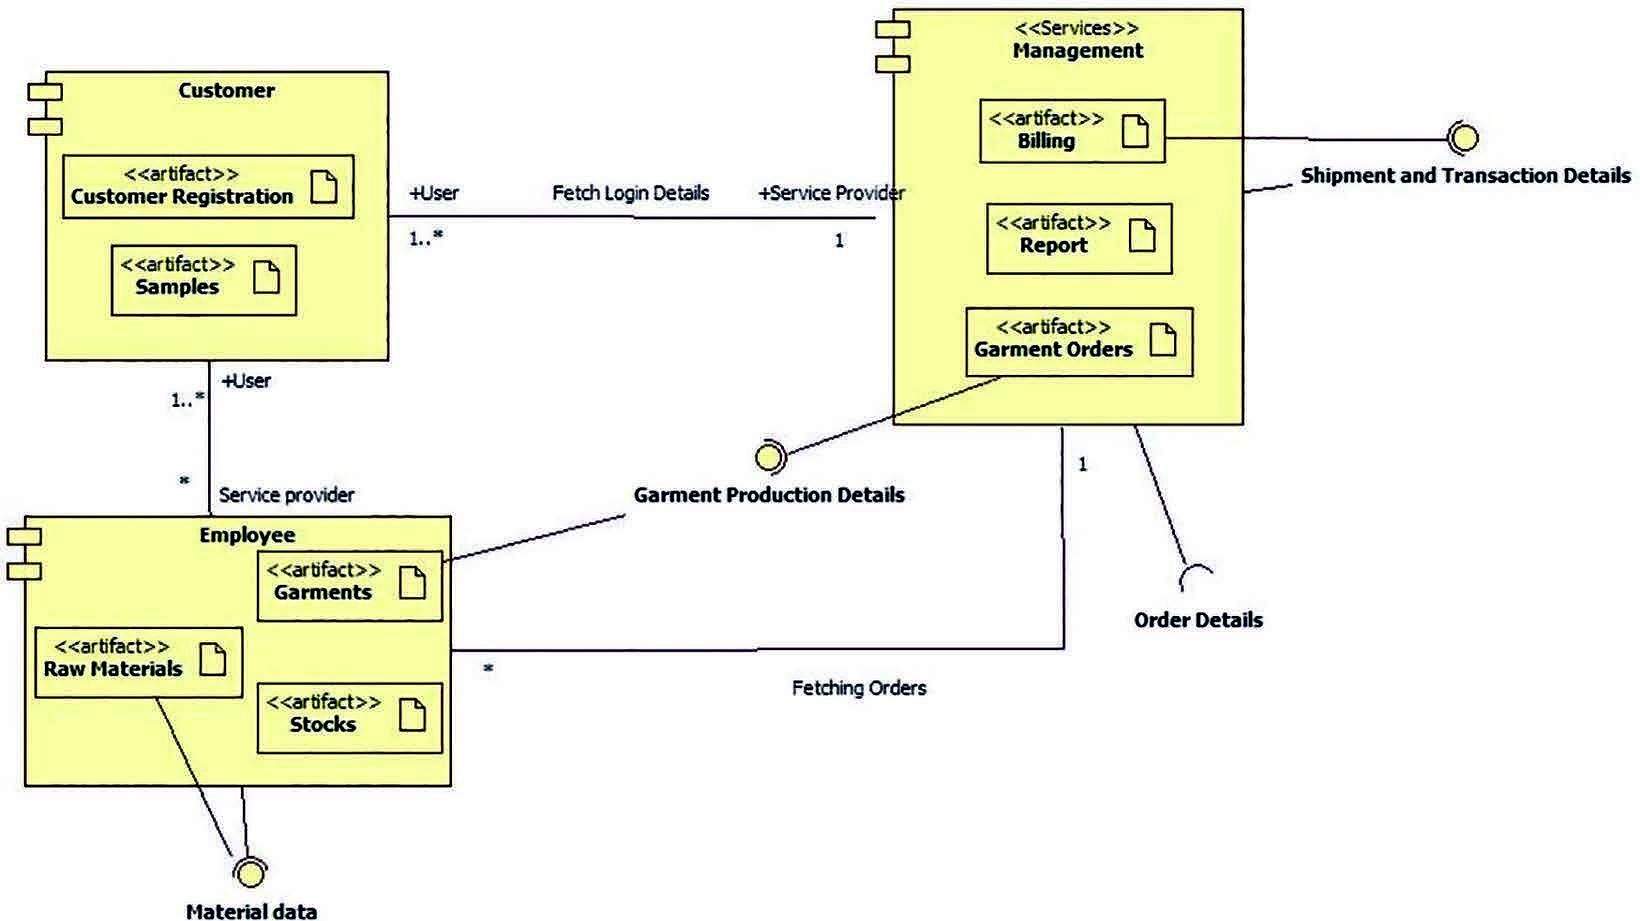 Customer
<<artifact>>
Customer Registration
<<artifact>>
Samples
+User
Fetch Login Details
+Service Provider
1..*
1
<<Services>>
Management
<<artifact>>
Billing
<<artifact>>
Report
<<artifact>>
Garment Orders
Shipment and Transaction Details
+User
1..*
*
Service provider
Garment Production Details
1
Order Details
Employee
<<artifact>>
Garments
<<artifact>>
Raw Materials
<<artifact>>
Stocks
*
Fetching Orders
Material data